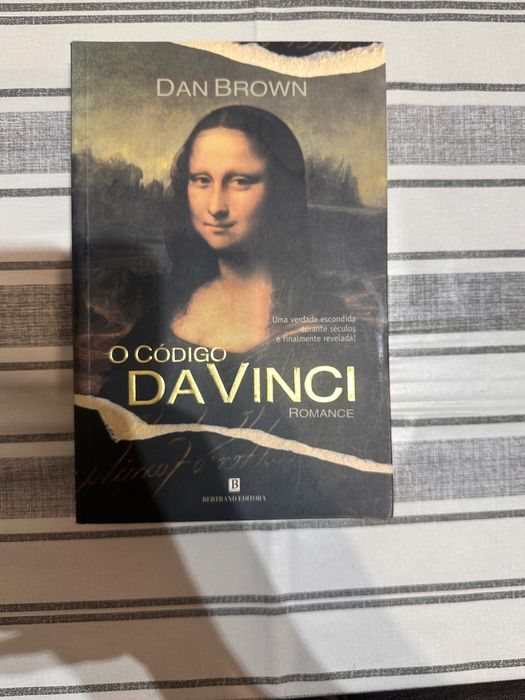 DAN BROWN
Uma verdade escondida
durante séculos
é finalmente revelada!
O CÓDIGO
DA VINCI
ROMANCE
B
BERTRAND EDITORA